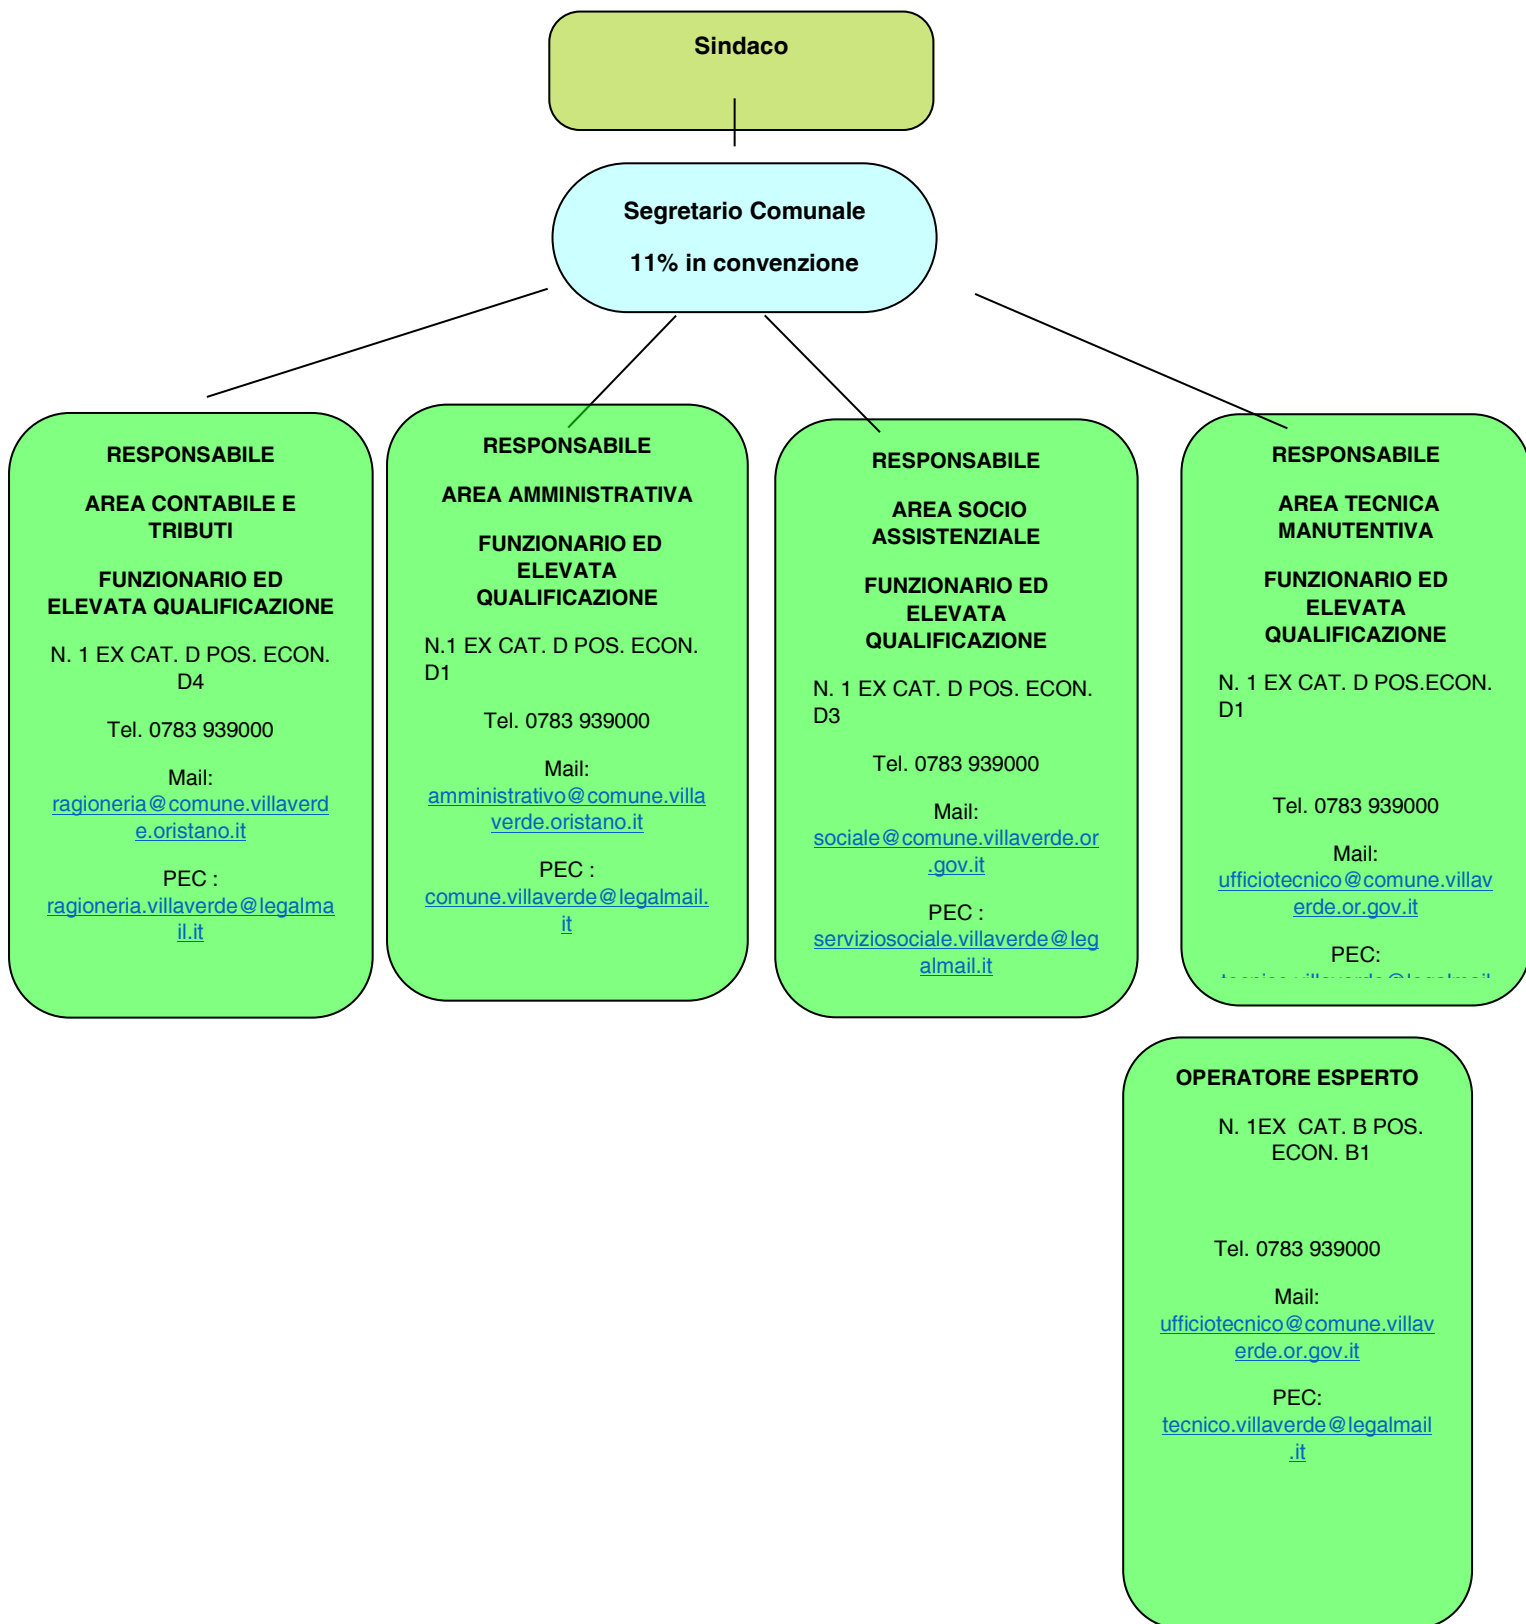 Sindaco
Segretario Comunale
11% in convenzione
RESPONSABILE
AREA CONTABILE E
TRIBUTI
FUNZIONARIO ED
ELEVATA QUALIFICAZIONE
N. 1 EX CAT. D POS. ECON.
D4
Tel. 0783 939000
Mail:
ragioneria@comune.villaverd
e.oristano.it
PEC :
ragioneria.villaverde@legalma
il.it
RESPONSABILE
AREA AMMINISTRATIVA
FUNZIONARIO ED
ELEVATA
QUALIFICAZIONE
N.1 EX CAT. D POS. ECON.
D1
Tel. 0783 939000
Mail:
amministrativo@comune.villa
verde.oristano.it
PEC :
comune.villaverde@legalmail.
it
RESPONSABILE
AREA SOCIO
ASSISTENZIALE
FUNZIONARIO ED
ELEVATA
QUALIFICAZIONE
N. 1 EX CAT. D POS. ECON.
D3
Tel. 0783 939000
Mail:
sociale@comune.villaverde.or
.gov.it
PEC :
serviziosociale.villaverde@leg
almail.it
RESPONSABILE
AREA TECNICA
MANUTENTIVA
FUNZIONARIO ED
ELEVATA
QUALIFICAZIONE
N. 1 EX CAT. D POS.ECON.
D1
Tel. 0783 939000
Mail:
ufficiotecnico@comune.villav
erde.or.gov.it
PEC:
tecnico.villaverde@legalmail
OPERATORE ESPERTO
N. 1EX  CAT. B POS.
ECON. B1
Tel. 0783 939000
Mail:
ufficiotecnico@comune.villav
erde.or.gov.it
PEC:
tecnico.villaverde@legalmail
.it